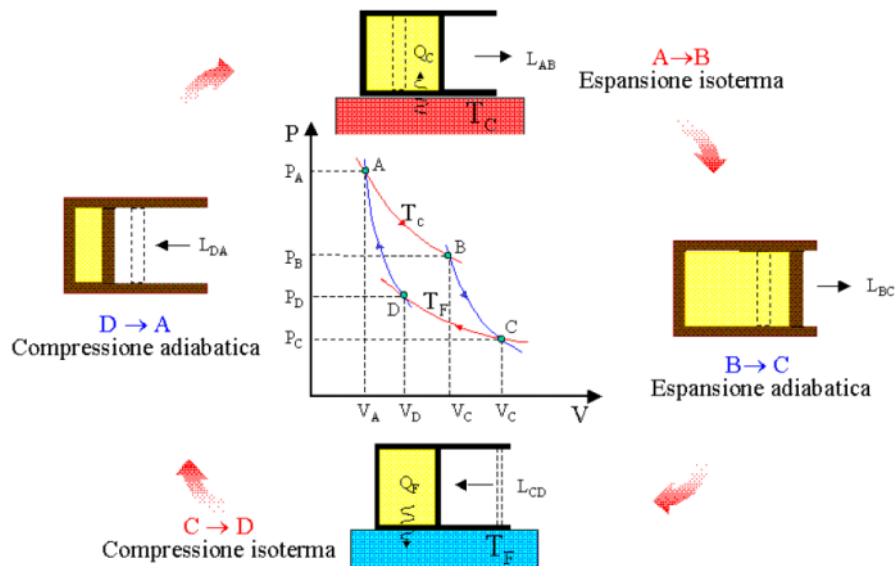 Q_C
L_AB
T_C
A→B
Espansione isoterma
P
P_A
A
T_c
P_B
B
P_D
D
T_F
P_C
C
V_A V_D V_C V_C V
L_DA
D → A
Compressione adiabatica
L_BC
B → C
Espansione adiabatica
Q_F
L_CD
T_F
C → D
Compressione isoterma